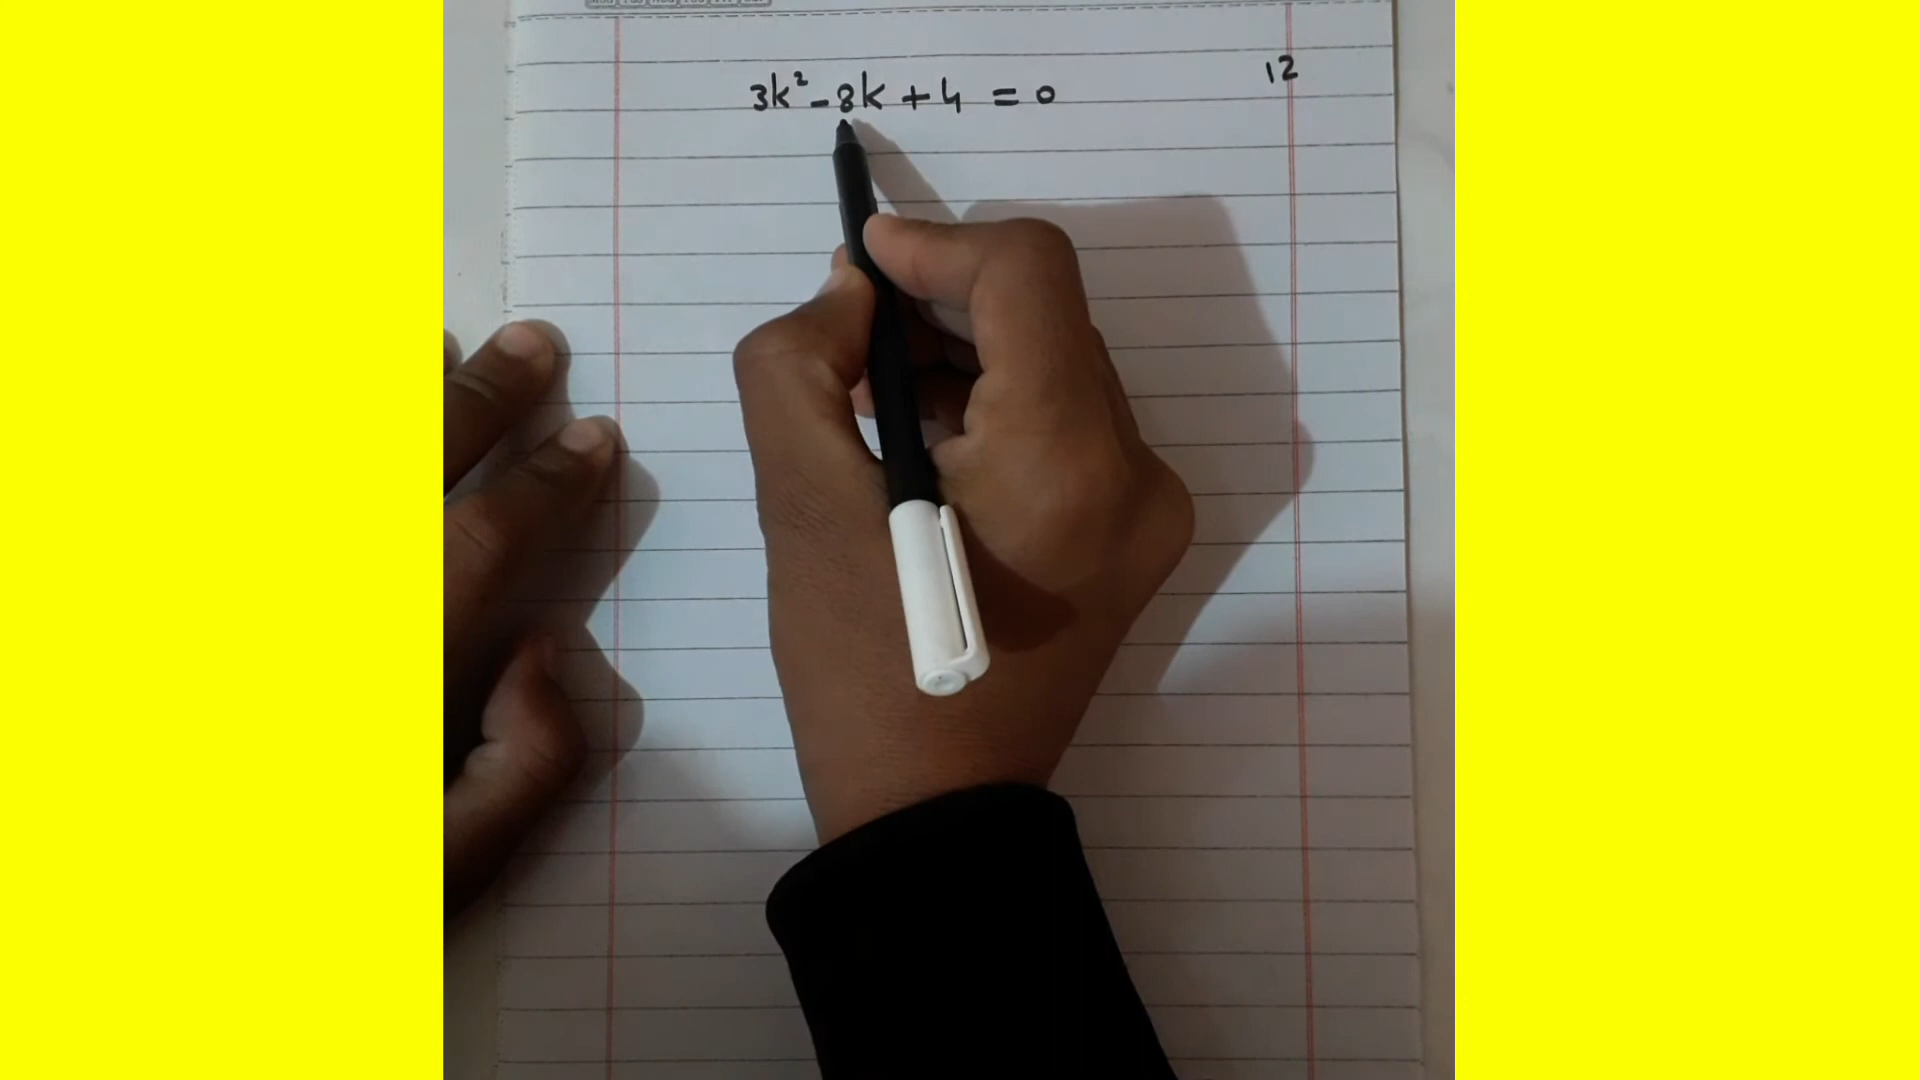 3k² - 8k + 4 = 0 12